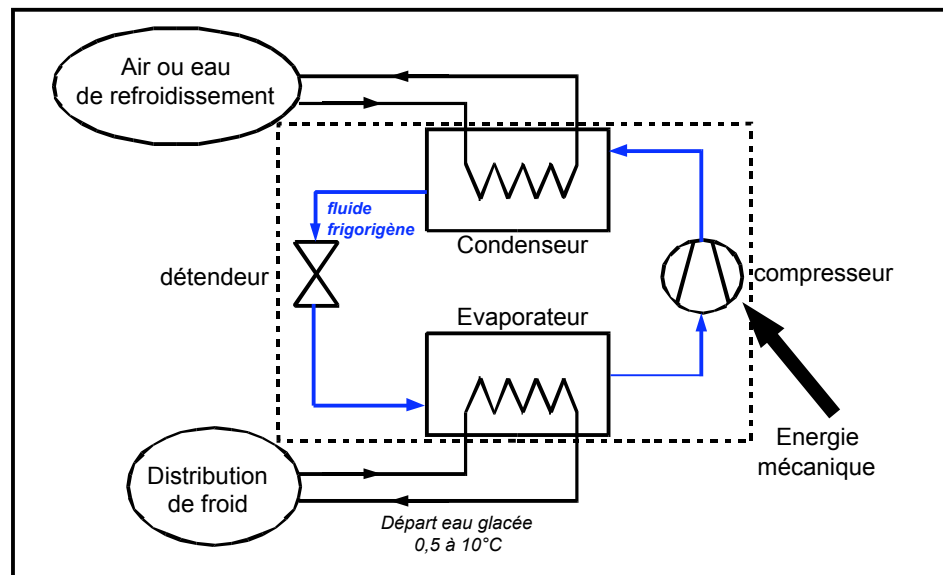 Air ou eau
de refroidissement
fluide
frigorigène
Condenseur
détendeur
compresseur
Evaporateur
Energie
mécanique
Distribution
de froid
Départ eau glacée
0,5 à 10°C